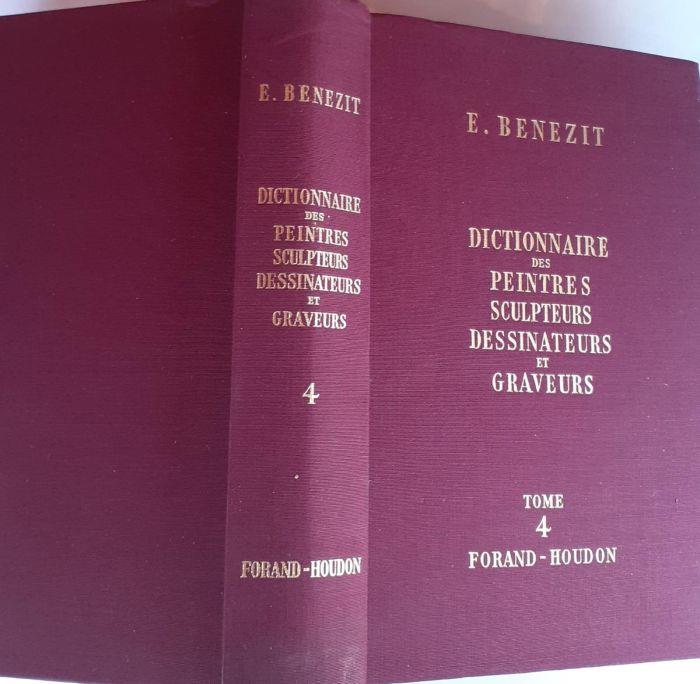 E. BENEZIT
DICTIONNAIRE
DES
PEINTRES
SCULPTEURS
DESSINATEURS
ET
GRAVEURS
4
FORAND-HOUDON
E. BENEZIT
DICTIONNAIRE
DES
PEINTRES
SCULPTEURS
DESSINATEURS
ET
GRAVEURS
TOME
4
FORAND-HOUDON